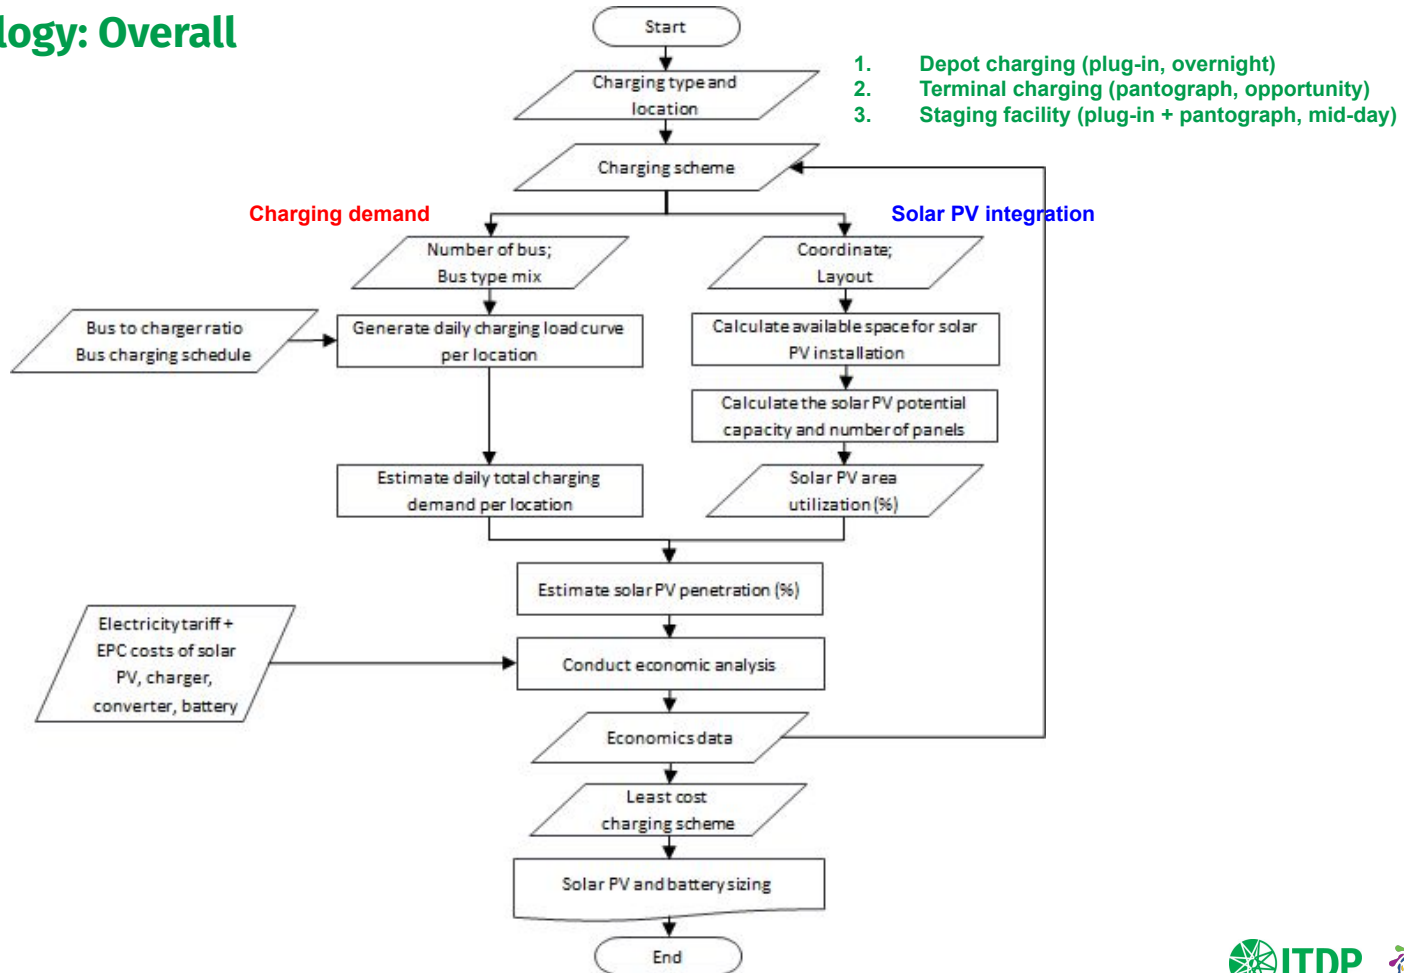 logy: Overall
Start
1. Depot charging (plug-in, overnight)
2. Terminal charging (pantograph, opportunity)
3. Staging facility (plug-in + pantograph, mid-day)
Charging type and
location
Charging scheme
Charging demand
Solar PV integration
Number of bus;
Bus type mix
Coordinate;
Layout
Bus to charger ratio
Bus charging schedule
Generate daily charging load curve
per location
Calculate available space for solar
PV installation
Calculate the solar PV potential
capacity and number of panels
Estimate daily total charging
demand per location
Solar PV area
utilization (%)
Estimate solar PV penetration (%)
Electricity tariff +
EPC costs of solar
PV, charger,
converter, battery
Conduct economic analysis
Economics data
Least cost
charging scheme
Solar PV and battery sizing
End
ITDP